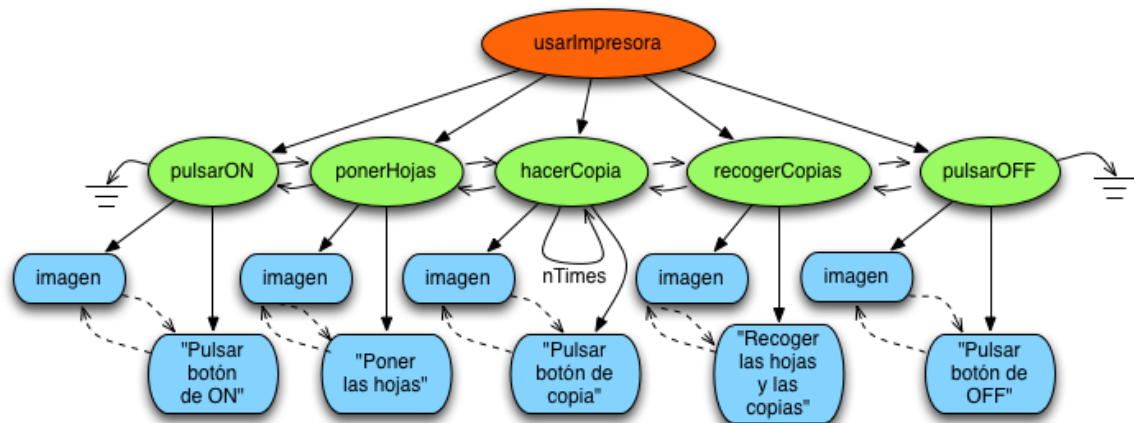 usarImpresora
pulsarON
ponerHojas
hacerCopia
recogerCopias
pulsarOFF
imagen
imagen
imagen
nTimes
imagen
imagen
"Pulsar
botón
de ON"
"Poner
las hojas"
"Pulsar
botón de
copia"
"Recoger
las hojas
y las
copias"
"Pulsar
botón de
OFF"